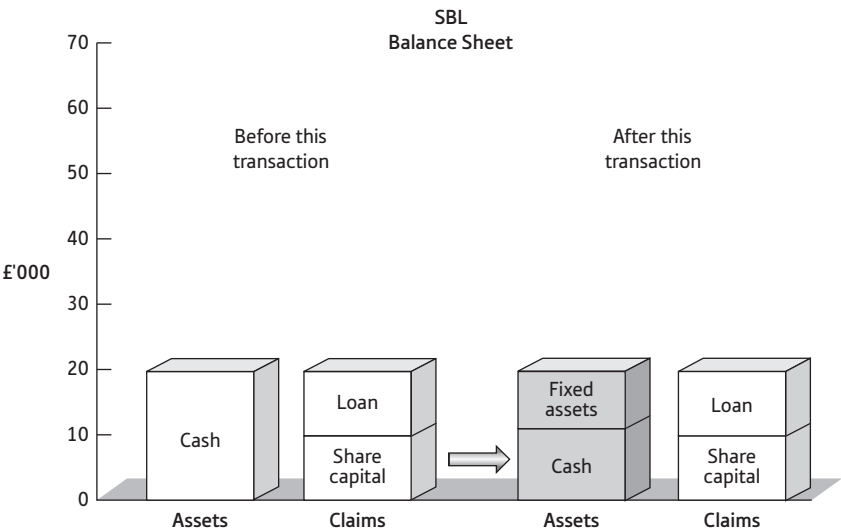 SBL
Balance Sheet
70
60
50
40
£'000
30
20
10
0
Before this
transaction
After this
transaction
Cash
Loan
Share
capital
Fixed
assets
Cash
Loan
Share
capital
Assets
Claims
Assets
Claims